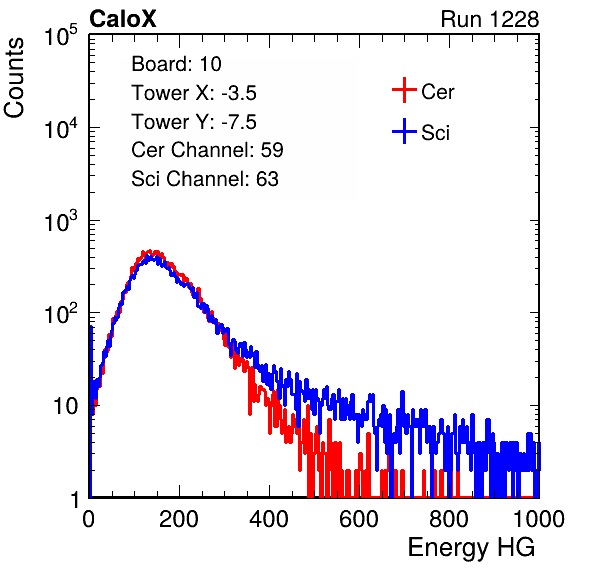 CaloX Run 1228
Counts
10^5
10^4
10^3
10^2
10
1
Board: 10
Tower X: -3.5
Tower Y: -7.5
Cer Channel: 59
Sci Channel: 63
Cer
Sci
0 200 400 600 800 1000
Energy HG